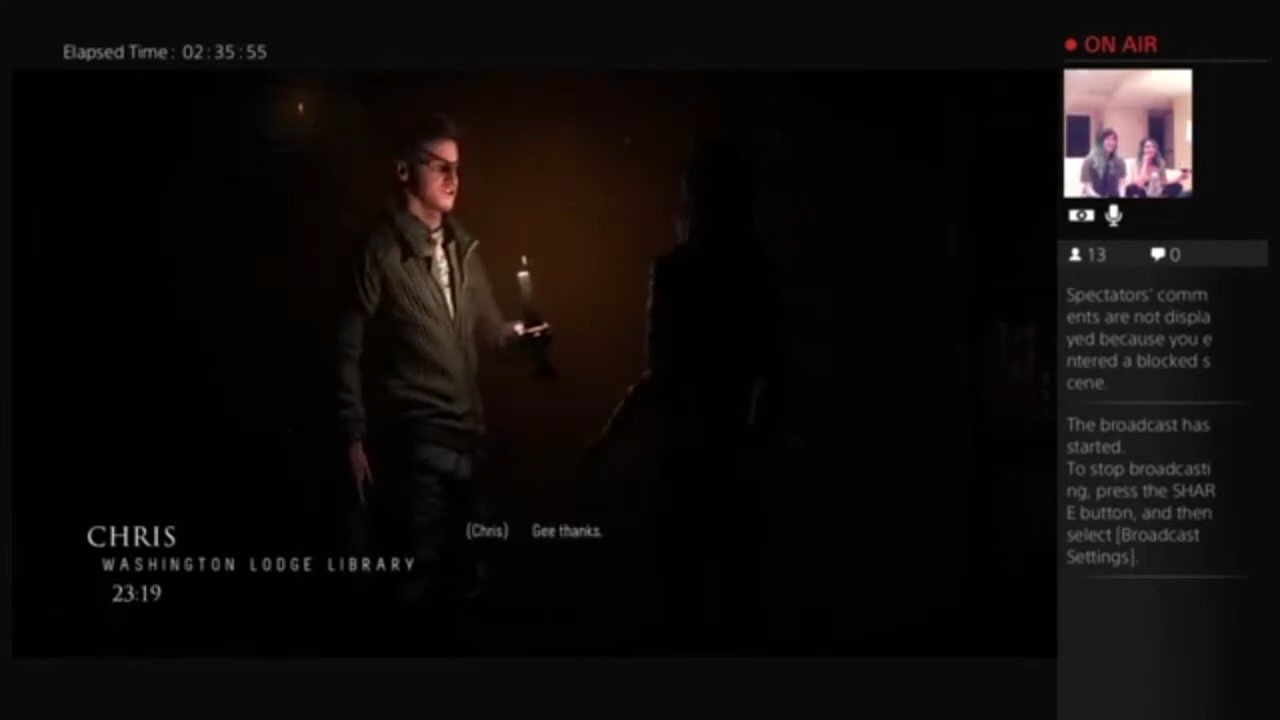 Elapsed Time: 02:35:55
ON AIR
13
0
Spectators' comm
ents are not displa
yed because you e
ntered a blocked s
cene.
The broadcast has
started.
To stop broadcasti
ng, press the SHAR
E button, and then
select [Broadcast
Settings].
CHRIS
(Chris) Gee thanks.
WASHINGTON LODGE LIBRARY
23:19